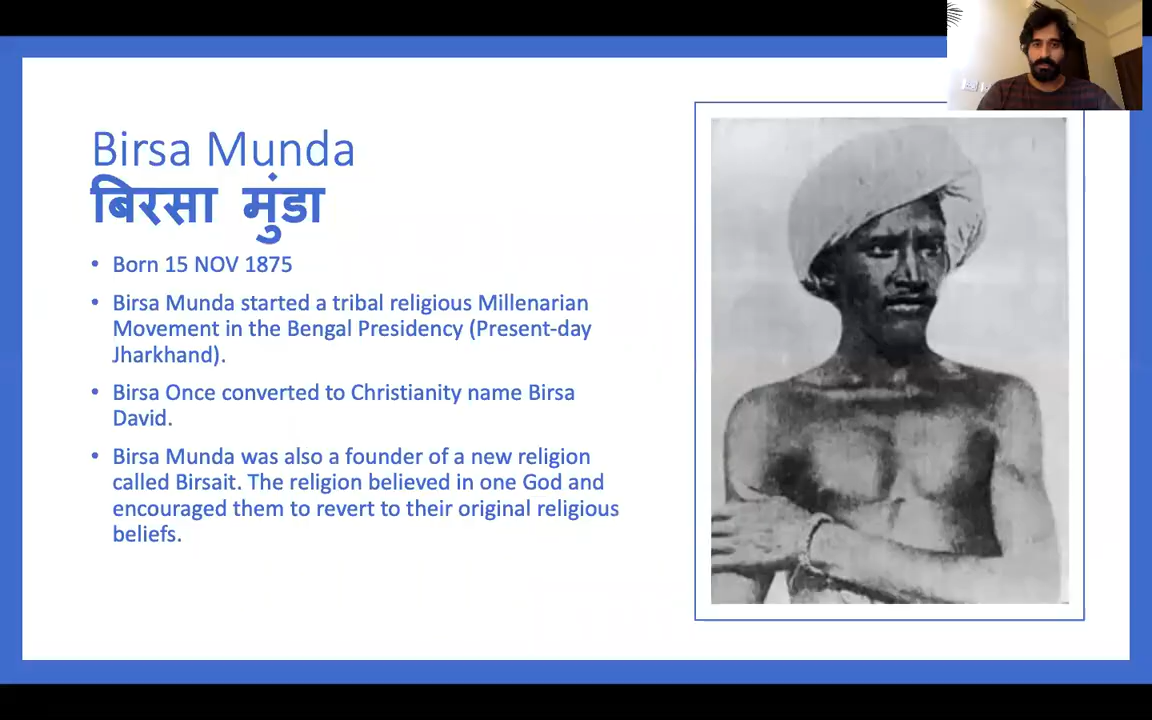 Birsa Munda
बिरसा मुंडा
• Born 15 NOV 1875
• Birsa Munda started a tribal religious Millenarian
Movement in the Bengal Presidency (Present-day
Jharkhand).
• Birsa Once converted to Christianity name Birsa
David.
• Birsa Munda was also a founder of a new religion
called Birsait. The religion believed in one God and
encouraged them to revert to their original religious
beliefs.